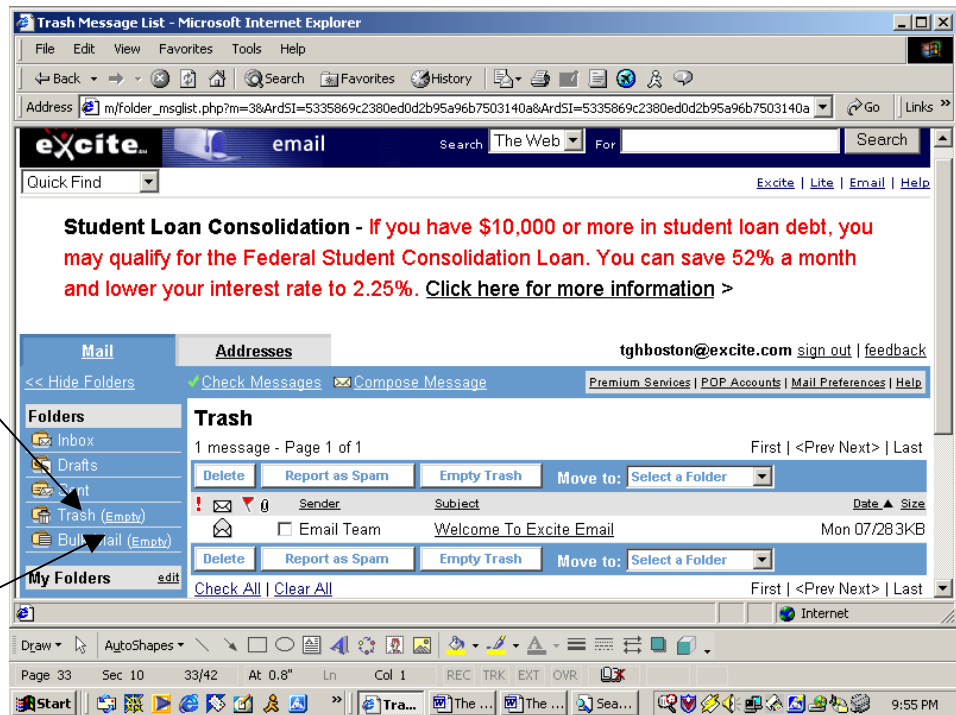 Trash Message List - Microsoft Internet Explorer
File Edit View Favorites Tools Help
Back Search Favorites History
Address m/folder_msglist.php?m=3&ArdSI=5335869c2380ed0d2b95a96b7503140a&ArdSI=5335869c2380ed0d2b95a96b7503140a Go Links »
excite email Search The Web For Search
Quick Find Excite | Lite | Email | Help
Student Loan Consolidation - If you have $10,000 or more in student loan debt, you
may qualify for the Federal Student Consolidation Loan. You can save 52% a month
and lower your interest rate to 2.25%. Click here for more information >
Mail Addresses tghboston@excite.com sign out | feedback
<< Hide Folders Check Messages Compose Message Premium Services | POP Accounts | Mail Preferences | Help
Folders Trash
Inbox 1 message - Page 1 of 1 First | <Prev Next> | Last
Drafts Delete Report as Spam Empty Trash Move to: Select a Folder
Sent Sender Subject Date Size
Trash (Empty)
Email Team Welcome To Excite Email Mon 07/28 3KB
Bulk Mail (Empty)
Delete Report as Spam Empty Trash Move to: Select a Folder
My Folders edit Check All | Clear All First | <Prev Next> | Last
Internet
Draw AutoShapes
Page 33 Sec 10 33/42 At 0.8" Ln Col 1 REC TRK EXT OVR
Start » Tra... The ... The ... Sea... 9:55 PM